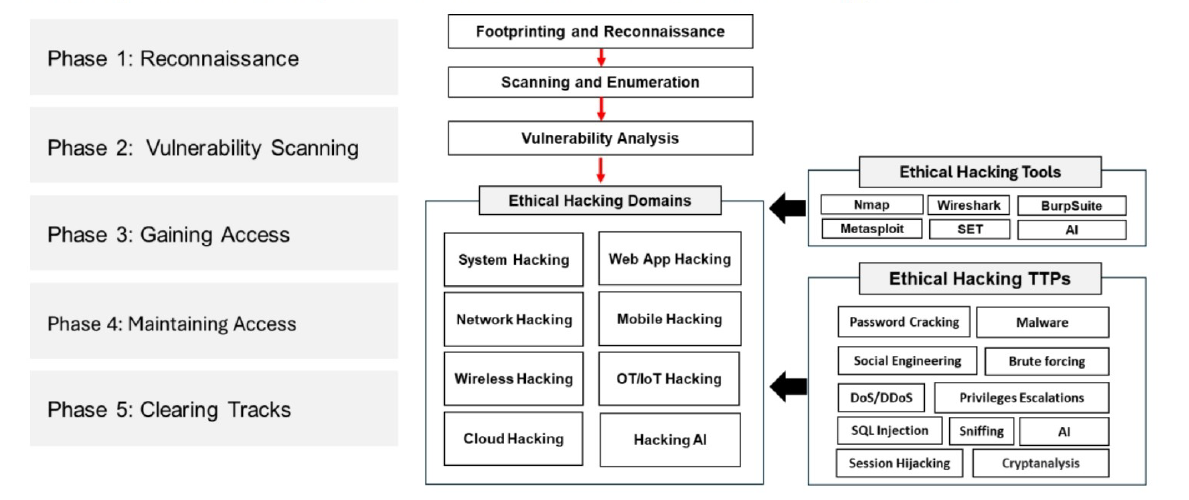 Phase 1: Reconnaissance
Phase 2: Vulnerability Scanning
Phase 3: Gaining Access
Phase 4: Maintaining Access
Phase 5: Clearing Tracks
Footprinting and Reconnaissance
Scanning and Enumeration
Vulnerability Analysis
Ethical Hacking Domains
System Hacking
Web App Hacking
Network Hacking
Mobile Hacking
Wireless Hacking
OT/IoT Hacking
Cloud Hacking
Hacking AI
Ethical Hacking Tools
Nmap
Wireshark
BurpSuite
Metasploit
SET
AI
Ethical Hacking TTPs
Password Cracking
Malware
Social Engineering
Brute forcing
DoS/DDoS
Privileges Escalations
SQL Injection
Sniffing
AI
Session Hijacking
Cryptanalysis